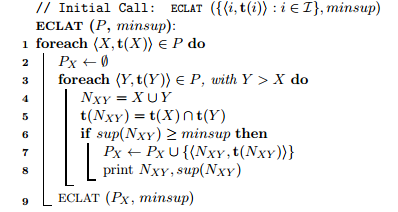 // Initial Call: ECLAT ({⟨i, t(i)⟩ : i ∈ ℐ}, minsup)
ECLAT (P, minsup):
1 foreach ⟨X, t(X)⟩ ∈ P do
2 P_X ← ∅
3 foreach ⟨Y, t(Y)⟩ ∈ P, with Y > X do
4 N_XY = X ∪ Y
5 t(N_XY) = t(X) ∩ t(Y)
6 if sup(N_XY) ≥ minsup then
7 P_X ← P_X ∪ {⟨N_XY, t(N_XY)⟩}
8 print N_XY, sup(N_XY)
9 ECLAT (P_X, minsup)